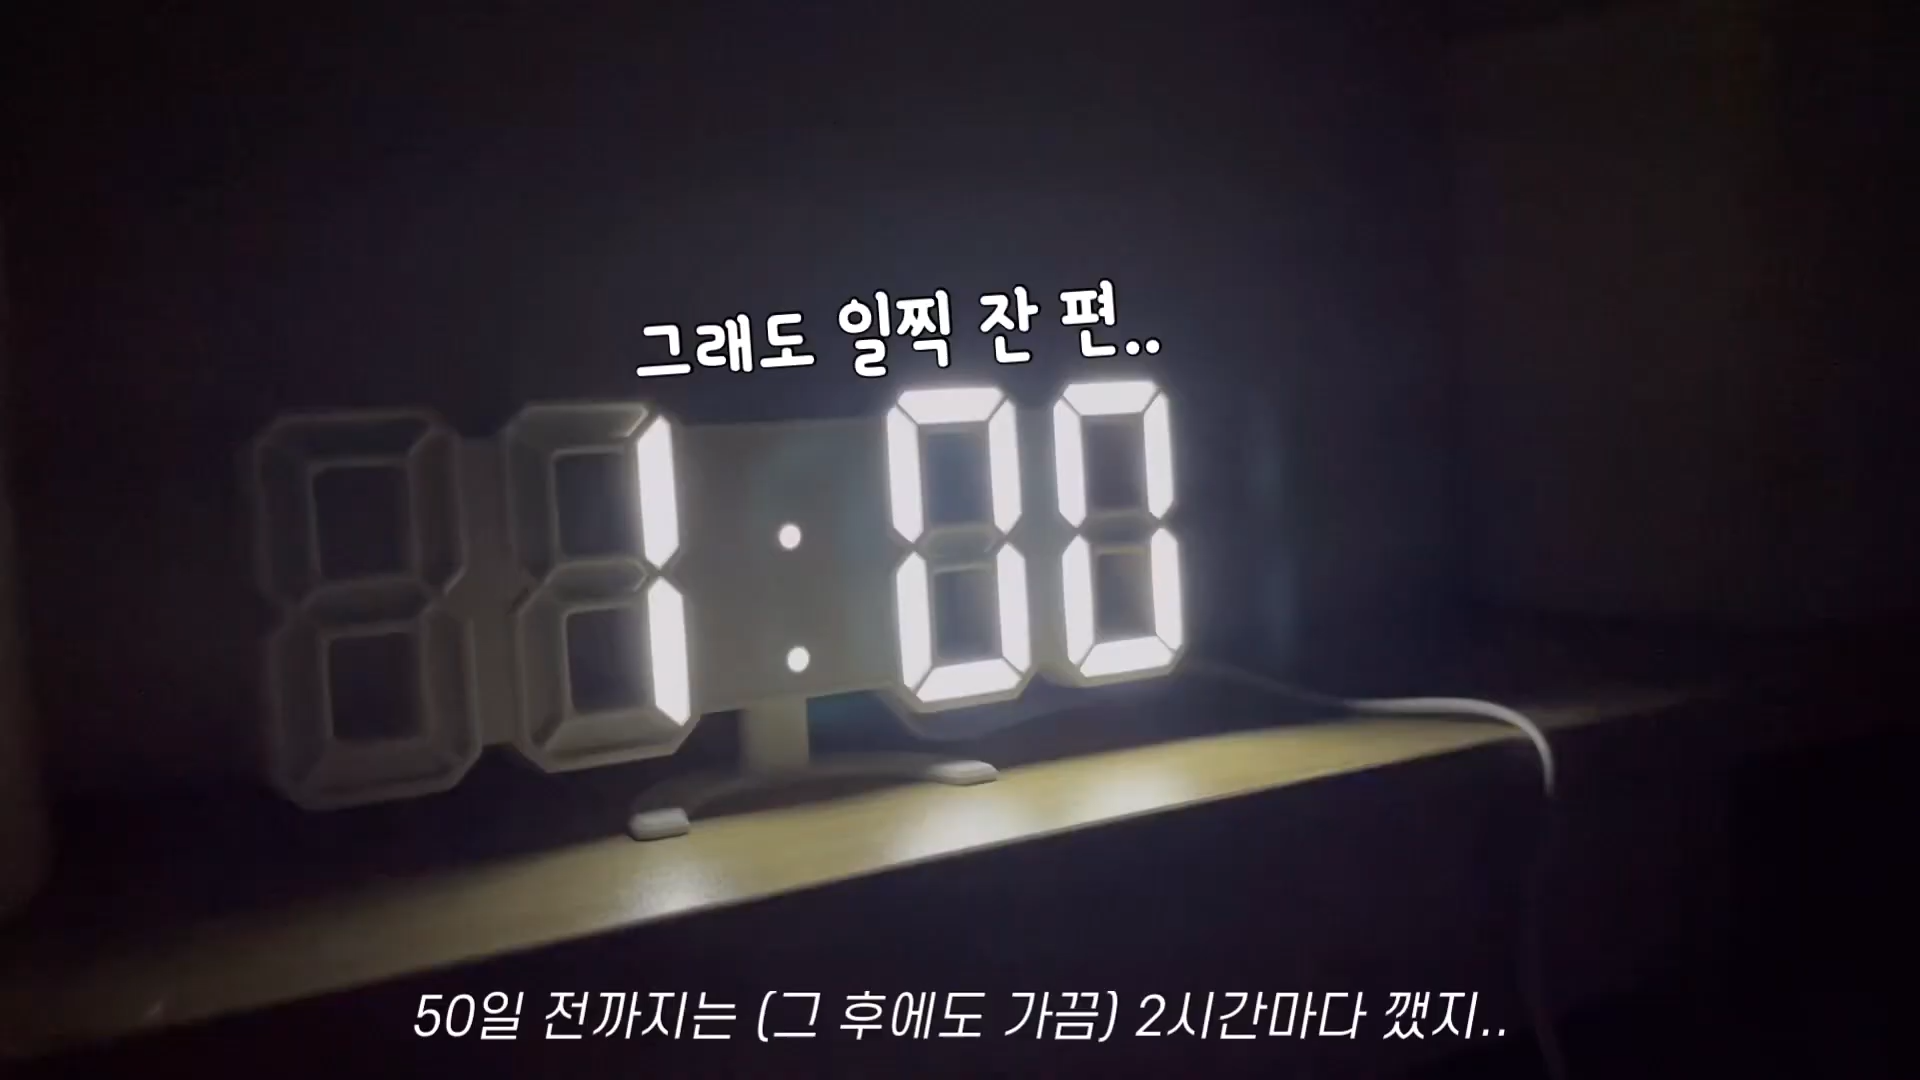 그래도 일찍 잔 편..
1:00
50일 전까지는 (그 후에도 가끔) 2시간마다 깼지..